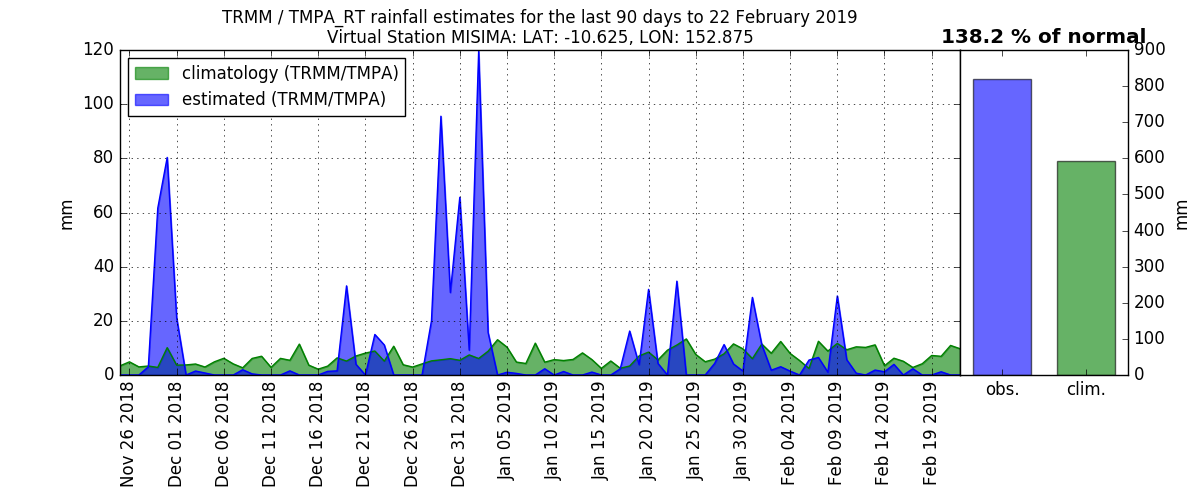 TRMM / TMPA_RT rainfall estimates for the last 90 days to 22 February 2019
Virtual Station MISIMA: LAT: -10.625, LON: 152.875
138.2 % of normal
climatology (TRMM/TMPA)
estimated (TRMM/TMPA)
120
100
80
60
40
20
0
mm
900
800
700
600
500
400
300
200
100
0
mm
Nov 26 2018
Dec 01 2018
Dec 06 2018
Dec 11 2018
Dec 16 2018
Dec 21 2018
Dec 26 2018
Dec 31 2018
Jan 05 2019
Jan 10 2019
Jan 15 2019
Jan 20 2019
Jan 25 2019
Jan 30 2019
Feb 04 2019
Feb 09 2019
Feb 14 2019
Feb 19 2019
obs.
clim.